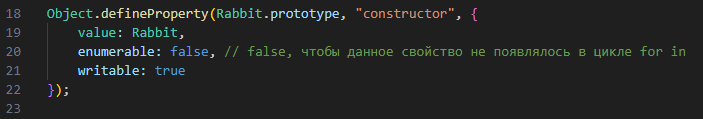 18 Object.defineProperty(Rabbit.prototype, "constructor", {
19     value: Rabbit,
20     enumerable: false, // false, чтобы данное свойство не появлялось в цикле for in
21     writable: true
22 });
23